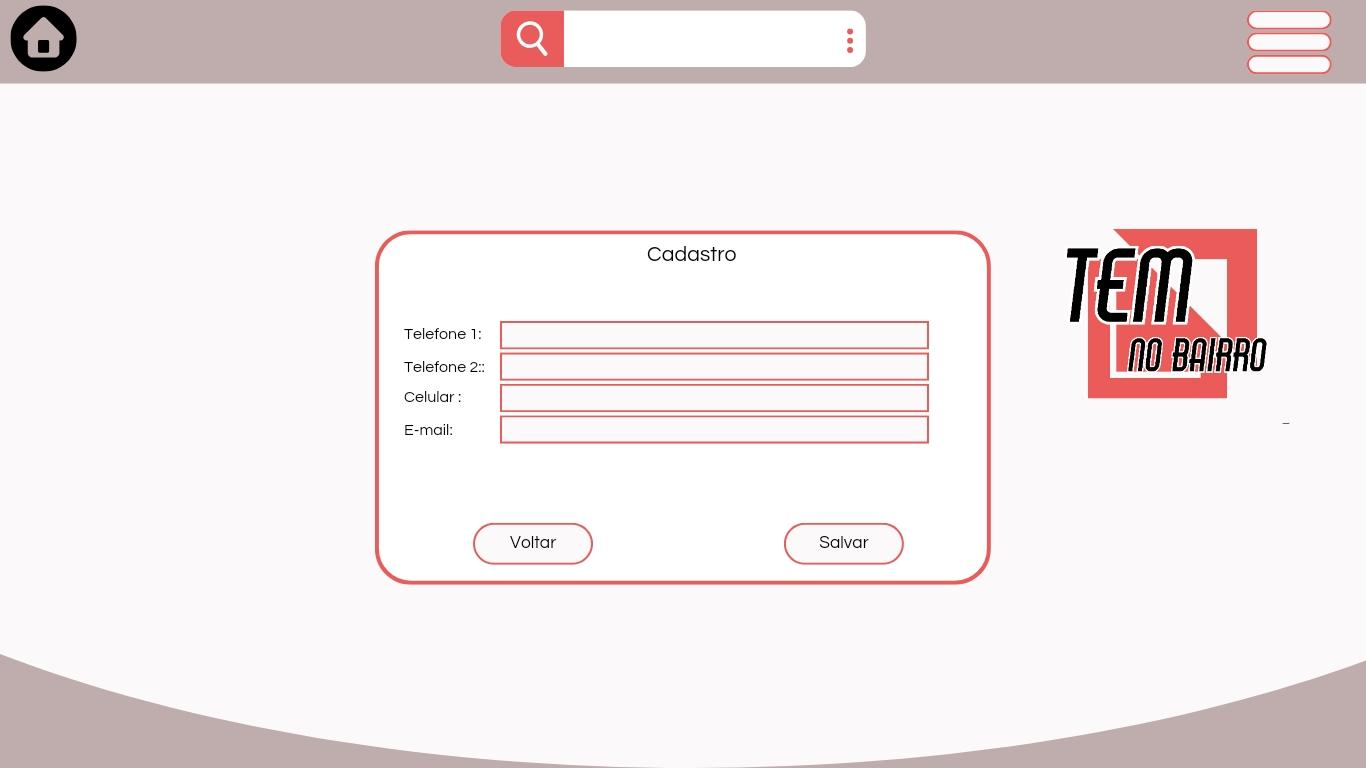 Cadastro
Telefone 1:
Telefone 2::
Celular :
E-mail:
Voltar
Salvar
TEM
NO BAIRRO
–